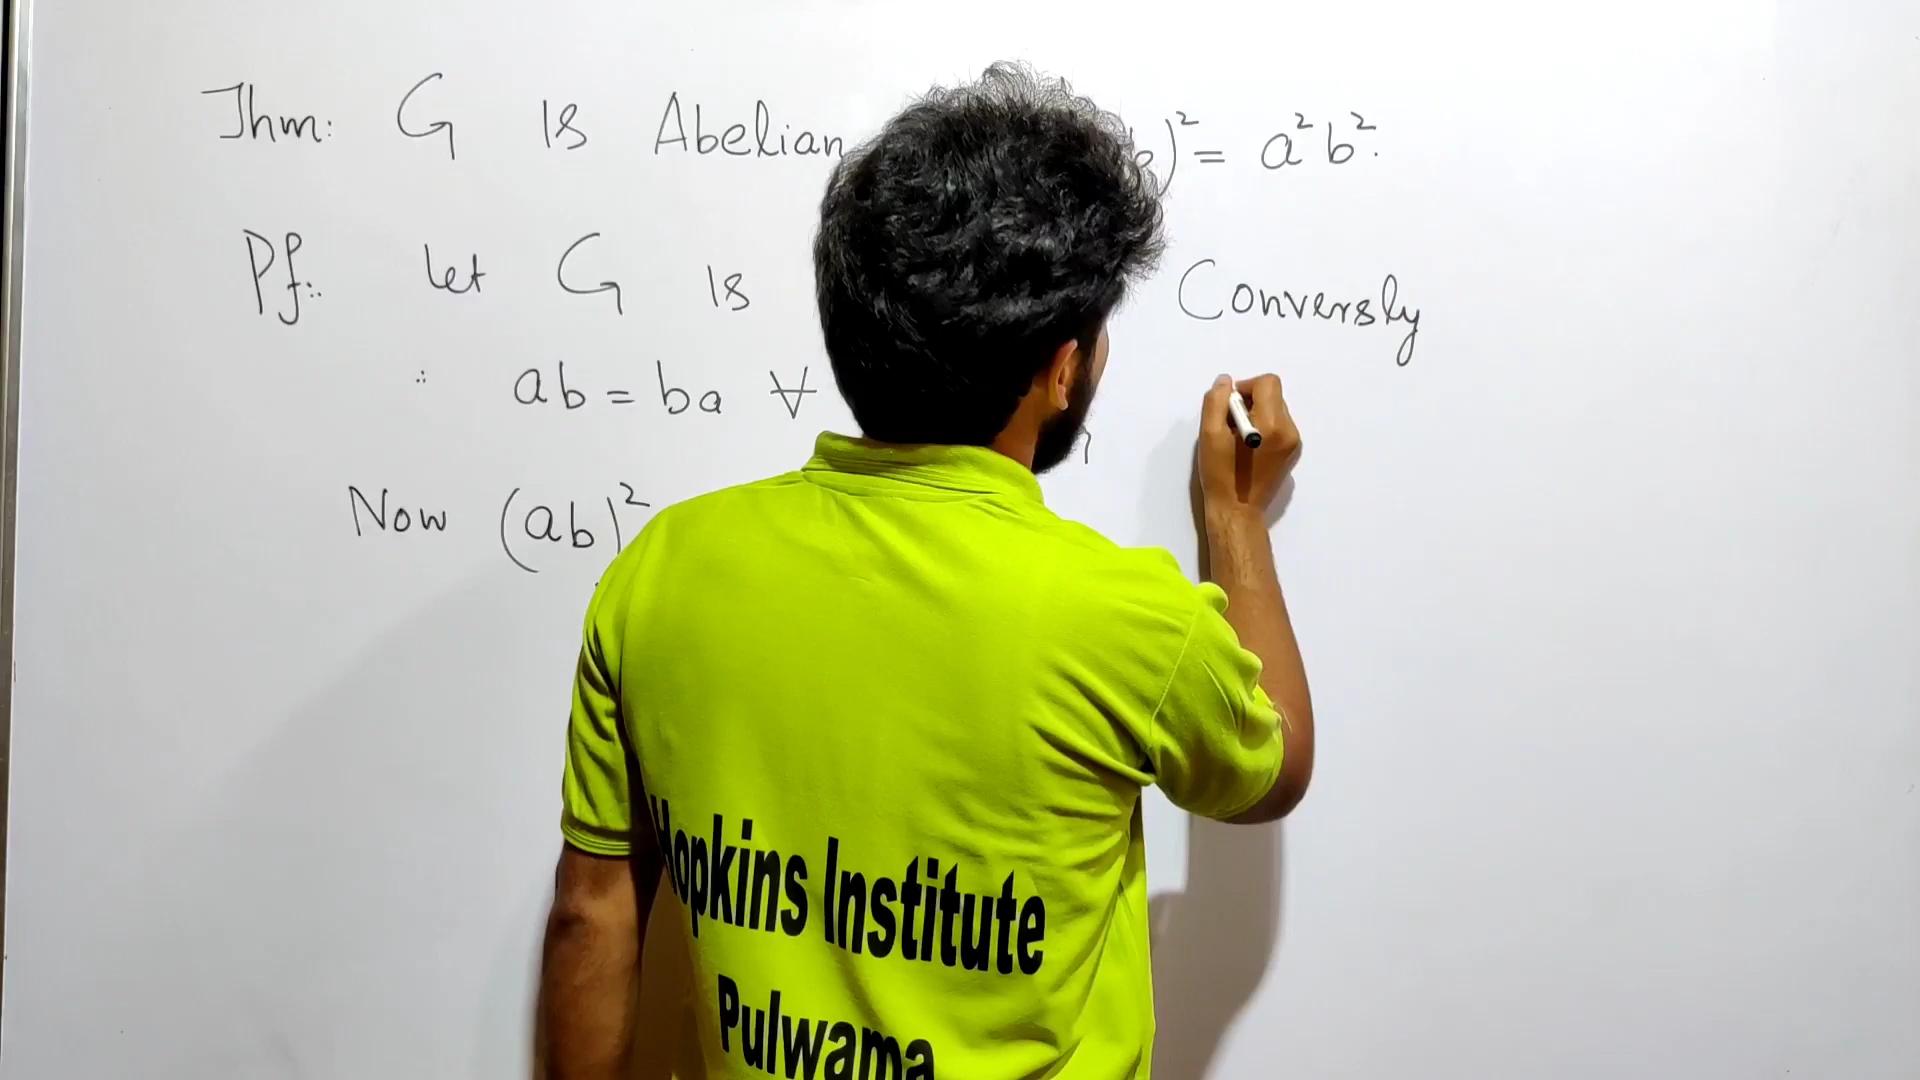 Thm: G is Abelian b)² = a²b².
Pf:. let G is
∴ ab = ba ∀
Now (ab)²
Conversly
Hopkins Institute
Pulwama